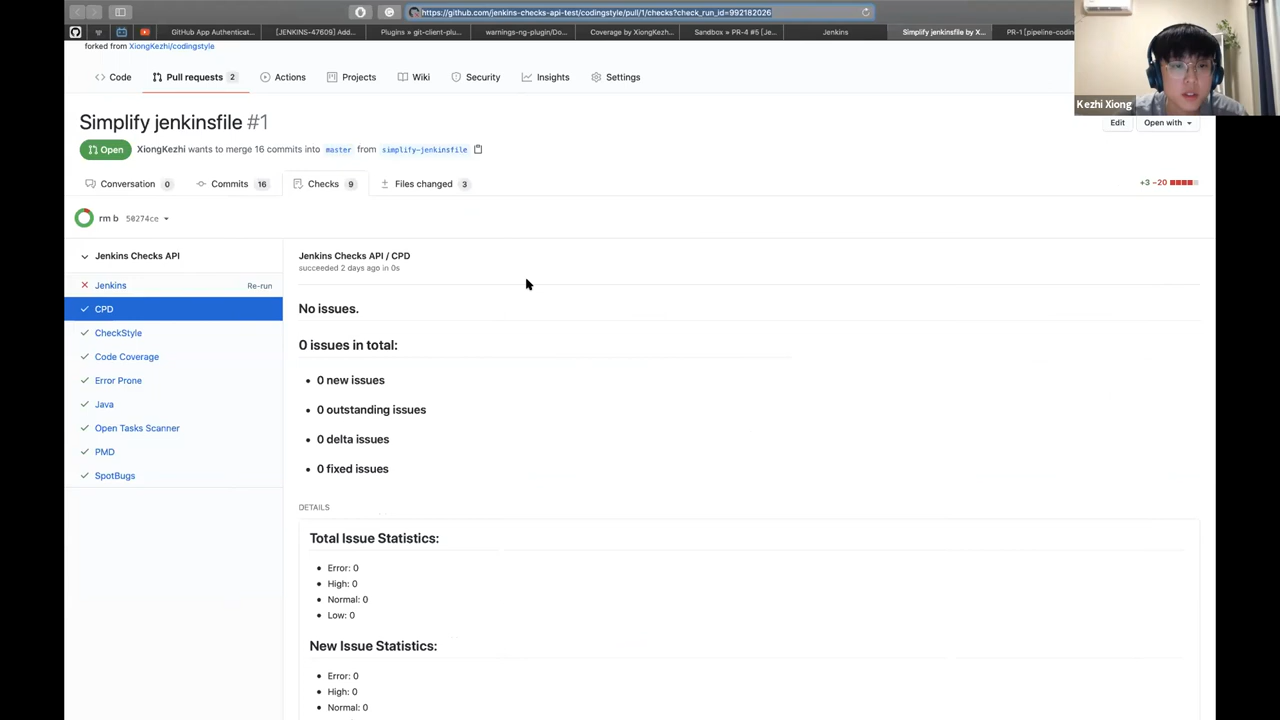 https://github.com/jenkins-checks-api-test/codingstyle/pull/1/checks?check_run_id=992182026
GitHub App Authenticat...
[JENKINS-47609] Add...
Plugins » git-client-plu...
warnings-ng-plugin/Do...
Coverage by XiongKezh...
Sandbox » PR-4 #5 [Je...
Jenkins
Simplify jenkinsfile by X...
PR-1 [pipeline-codin
forked from XiongKezhi/codingstyle
Code
Pull requests 2
Actions
Projects
Wiki
Security
Insights
Settings
Kezhi Xiong
Simplify jenkinsfile #1
Edit
Open with
Open
XiongKezhi wants to merge 16 commits into master from simplify-jenkinsfile
Conversation 0
Commits 16
Checks 9
Files changed 3
+3 −20
rm b 50274ce
Jenkins Checks API
Jenkins
Re-run
CPD
CheckStyle
Code Coverage
Error Prone
Java
Open Tasks Scanner
PMD
SpotBugs
Jenkins Checks API / CPD
succeeded 2 days ago in 0s
No issues.
0 issues in total:
• 0 new issues
• 0 outstanding issues
• 0 delta issues
• 0 fixed issues
DETAILS
Total Issue Statistics:
• Error: 0
• High: 0
• Normal: 0
• Low: 0
New Issue Statistics:
• Error: 0
• High: 0
• Normal: 0